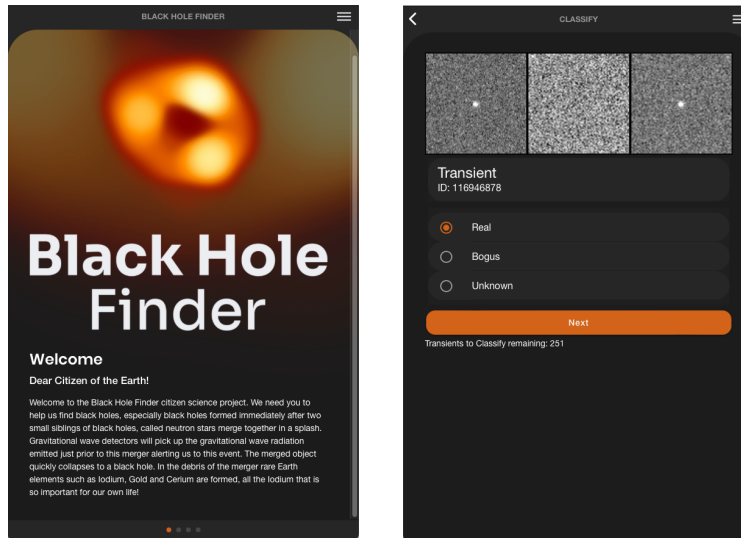 BLACK HOLE FINDER
Black Hole
Finder
Welcome
Dear Citizen of the Earth!
Welcome to the Black Hole Finder citizen science project. We need you to
help us find black holes, especially black holes formed immediately after two
small siblings of black holes, called neutron stars merge together in a splash.
Gravitational wave detectors will pick up the gravitational wave radiation
emitted just prior to this merger alerting us to this event. The merged object
quickly collapses to a black hole. In the debris of the merger rare Earth
elements such as Iodium, Gold and Cerium are formed, all the Iodium that is
so important for our own life!
CLASSIFY
Transient
ID: 116946878
Real
Bogus
Unknown
Next
Transients to Classify remaining: 251